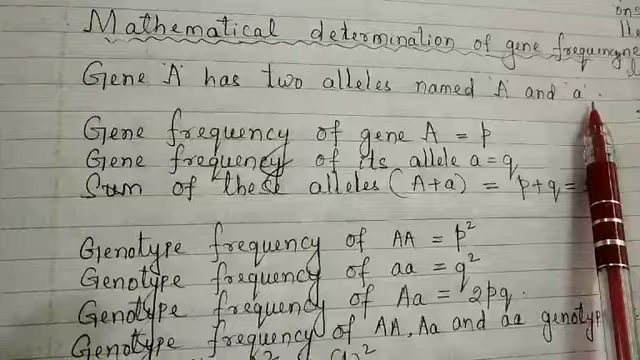 Mathematical determination of gene frequency
Gene 'A' has two alleles named 'A' and 'a'.
Gene frequency of gene A = p
Gene frequency of its allele a = q
Sum of these alleles (A+a) = p+q =
Genotype frequency of AA = p²
Genotype frequency of aa = q²
Genotype frequency of Aa = 2pq.
Genotype frequency of AA, Aa and aa genotyp